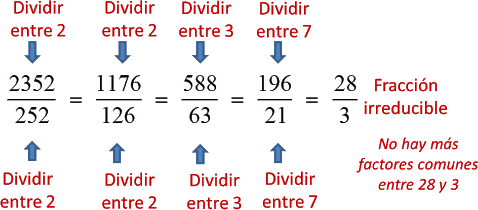 Dividir Dividir Dividir Dividir
entre 2 entre 2 entre 3 entre 7
2352 1176 588 196 28
= = = =
252 126 63 21 3
Fracción
irreducible
No hay más
factores comunes
entre 28 y 3
Dividir Dividir Dividir Dividir
entre 2 entre 2 entre 3 entre 7